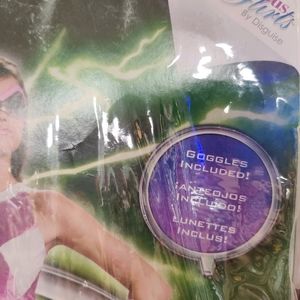 by Disguise
GOGGLES
INCLUDED!
¡ANTEOJOS
INCLUIDO!
LUNETTES
INCLUS!